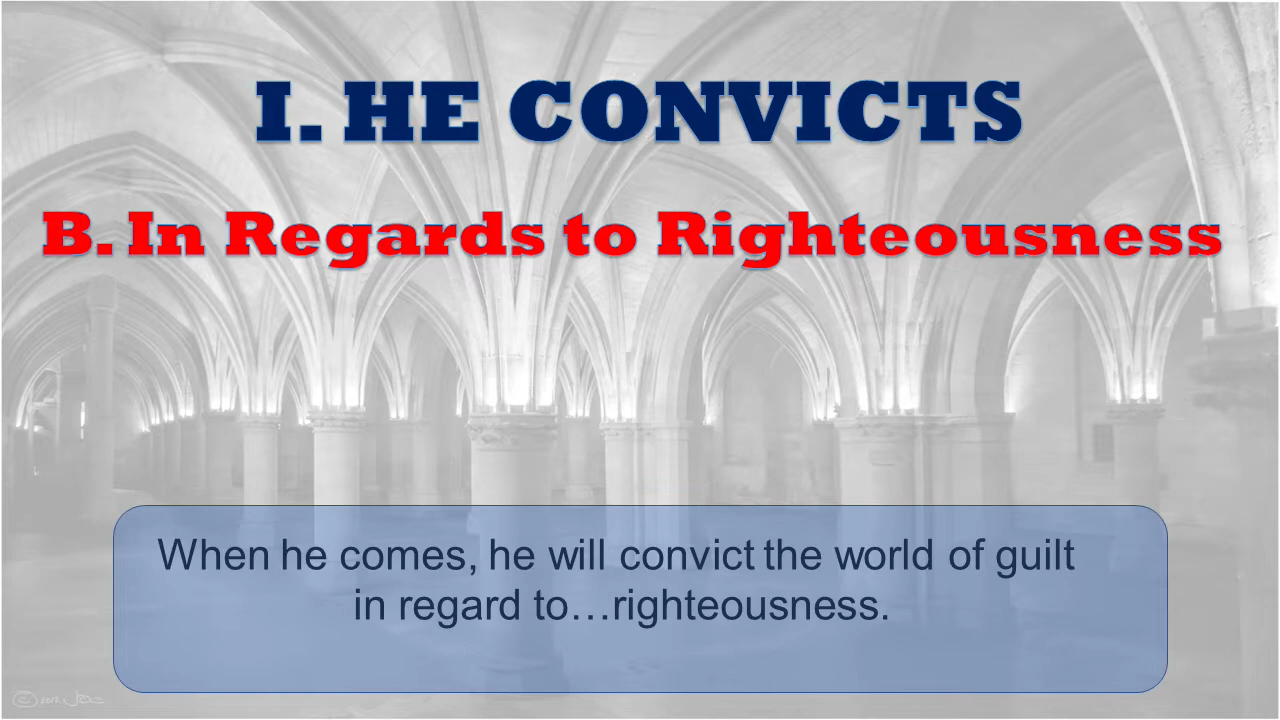 I. HE CONVICTS
B. In Regards to Righteousness
When he comes, he will convict the world of guilt
in regard to…righteousness.